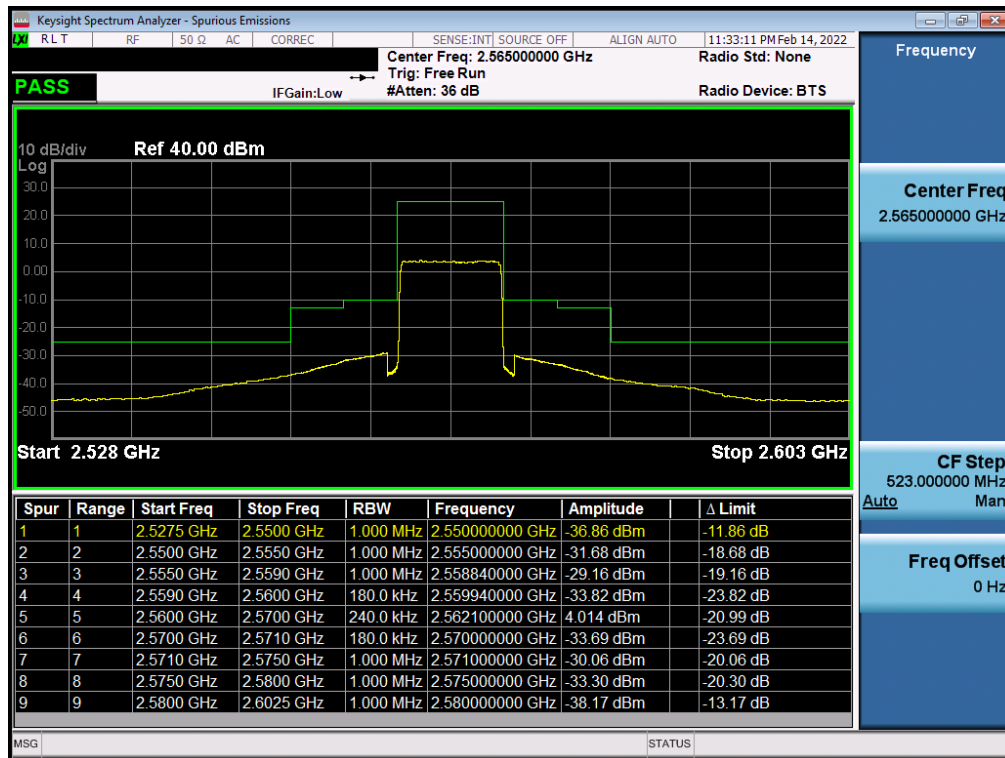 Keysight Spectrum Analyzer - Spurious Emissions
LXI RLT RF 50 Ω AC CORREC SENSE:INT SOURCE OFF ALIGN AUTO 11:33:11 PM Feb 14, 2022
Center Freq: 2.565000000 GHz Radio Std: None
Trig: Free Run
PASS IFGain:Low #Atten: 36 dB Radio Device: BTS
10 dB/div Ref 40.00 dBm
Log
30.0
20.0
10.0
0.00
-10.0
-20.0
-30.0
-40.0
-50.0
Start 2.528 GHz Stop 2.603 GHz
Spur Range Start Freq Stop Freq RBW Frequency Amplitude Δ Limit
1 1 2.5275 GHz 2.5500 GHz 1.000 MHz 2.550000000 GHz -36.86 dBm -11.86 dB
2 2 2.5500 GHz 2.5550 GHz 1.000 MHz 2.555000000 GHz -31.68 dBm -18.68 dB
3 3 2.5550 GHz 2.5590 GHz 1.000 MHz 2.558840000 GHz -29.16 dBm -19.16 dB
4 4 2.5590 GHz 2.5600 GHz 180.0 kHz 2.559940000 GHz -33.82 dBm -23.82 dB
5 5 2.5600 GHz 2.5700 GHz 240.0 kHz 2.562100000 GHz 4.014 dBm -20.99 dB
6 6 2.5700 GHz 2.5710 GHz 180.0 kHz 2.570000000 GHz -33.69 dBm -23.69 dB
7 7 2.5710 GHz 2.5750 GHz 1.000 MHz 2.571000000 GHz -30.06 dBm -20.06 dB
8 8 2.5750 GHz 2.5800 GHz 1.000 MHz 2.575000000 GHz -33.30 dBm -20.30 dB
9 9 2.5800 GHz 2.6025 GHz 1.000 MHz 2.580000000 GHz -38.17 dBm -13.17 dB
MSG STATUS
Frequency
Center Freq
2.565000000 GHz
CF Step
523.000000 MHz
Auto Man
Freq Offset
0 Hz